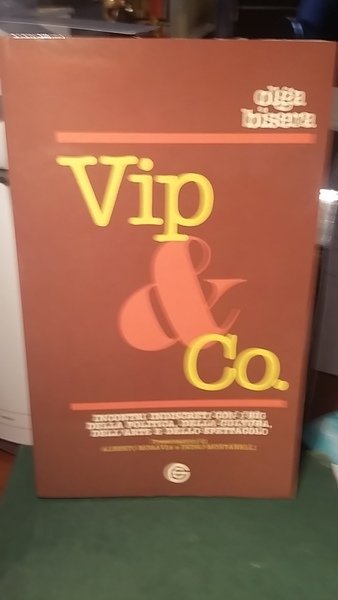 olga
bisera
Vip
&
Co.
INCONTRI INDISCRETI CON I BIG
DELLA POLITICA, DELLA CULTURA,
DELL'ARTE E DELLO SPETTACOLO
Presentazioni di
ALBERTO MORAVIA e INDRO MONTANELLI